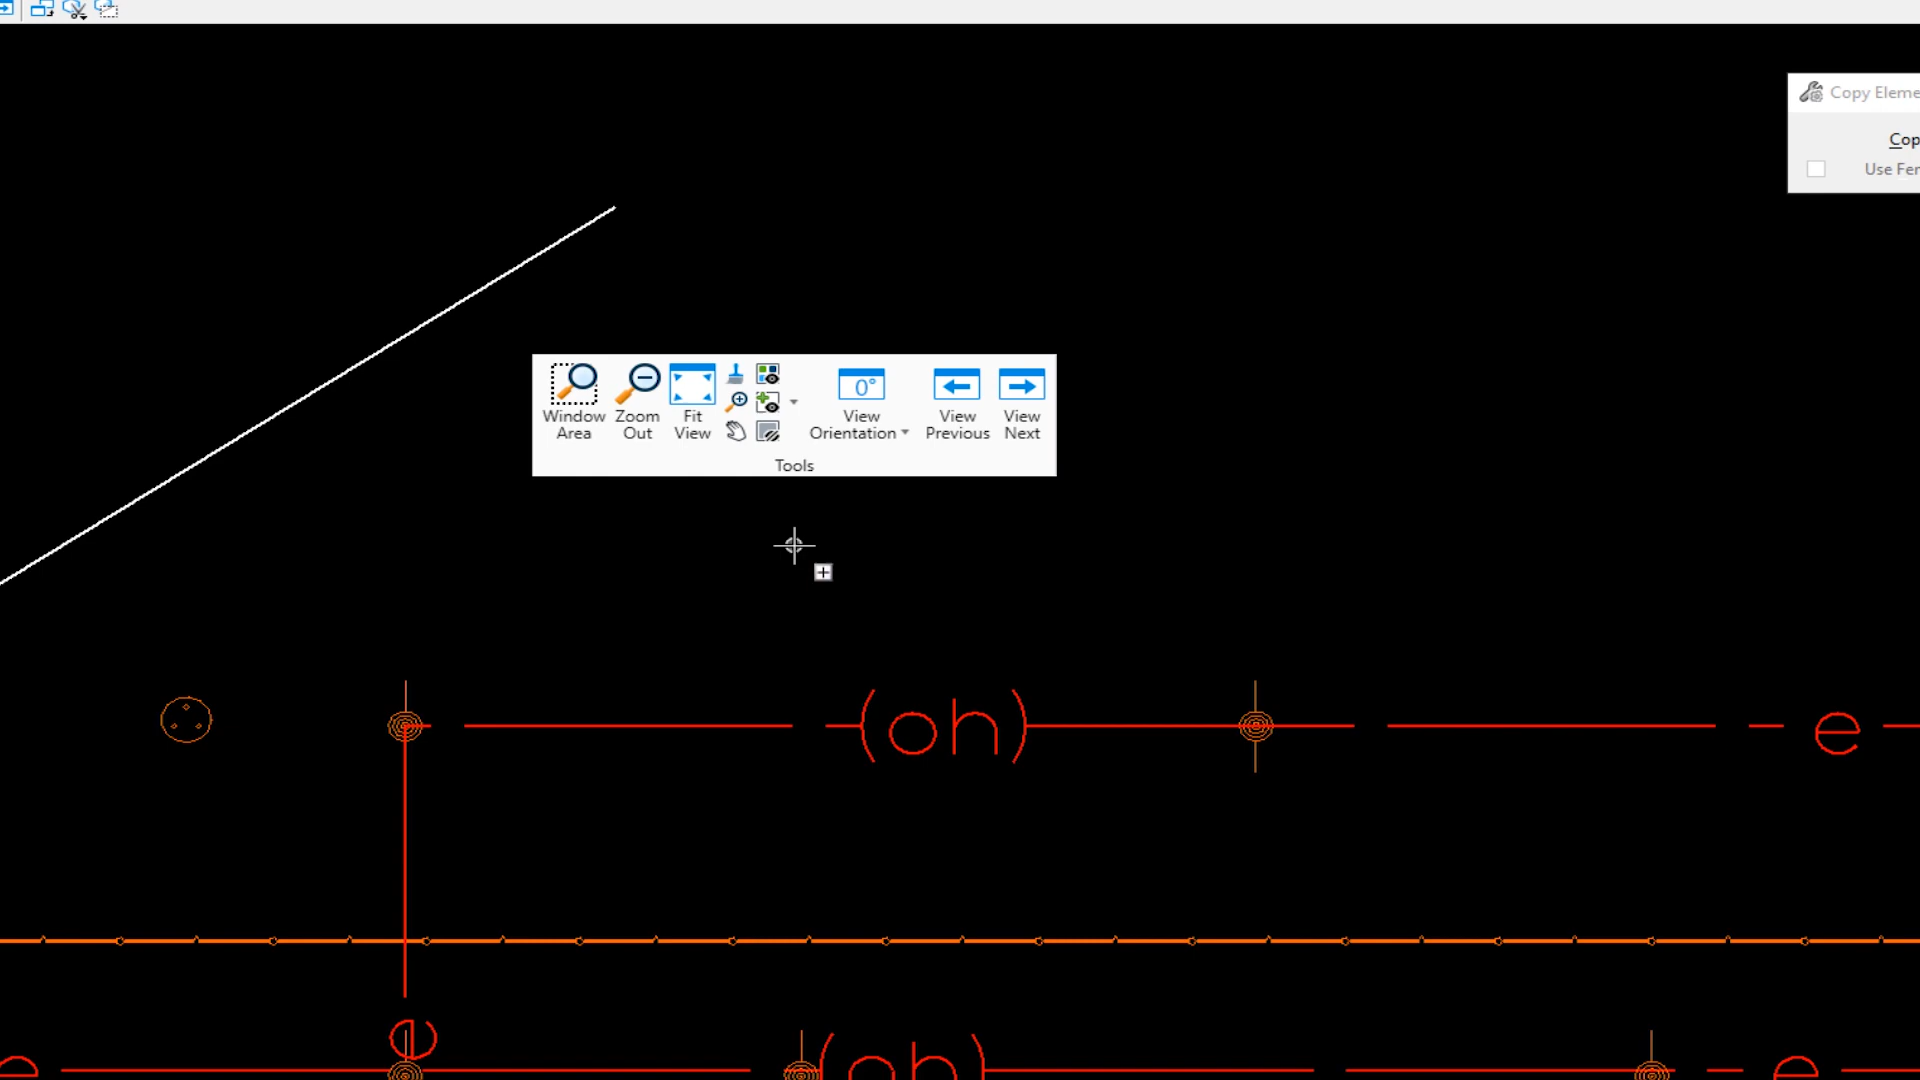 Copy Eleme
Cop
Use Fer
0°
Window Area
Zoom Out
Fit View
View Orientation
View Previous
View Next
Tools
(oh)
e
e
e
(oh)
e